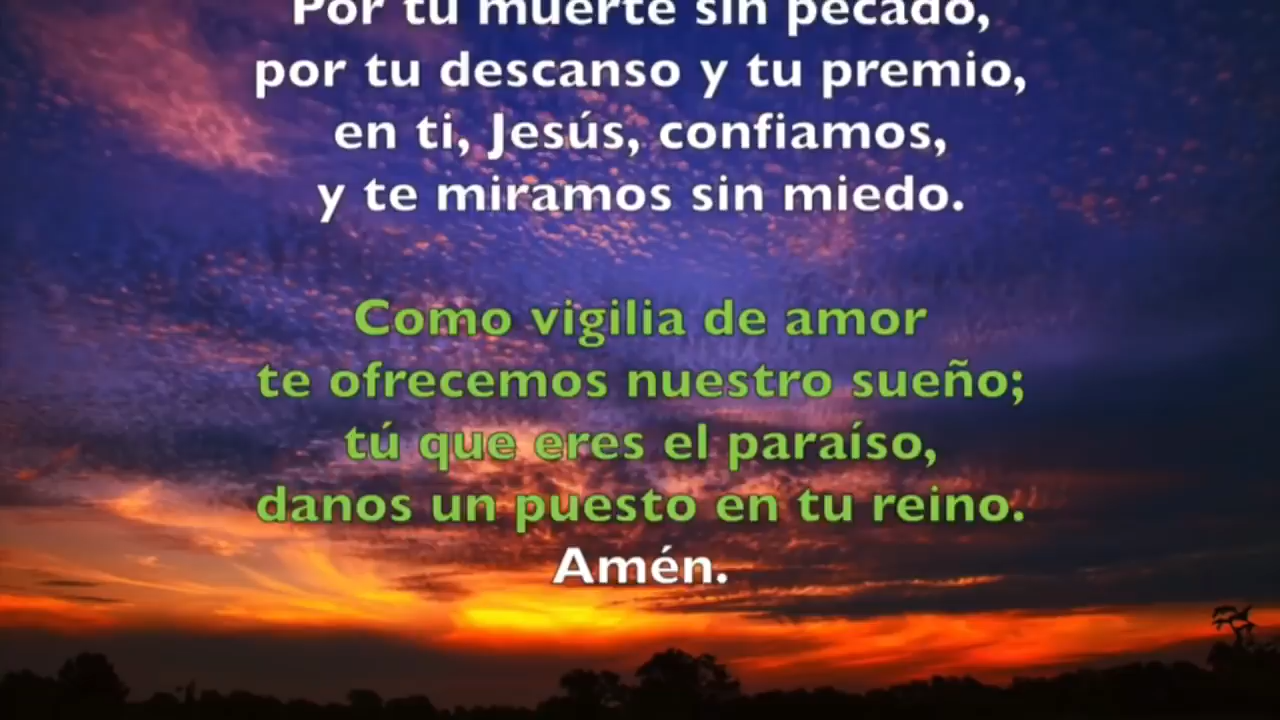 Por tu muerte sin pecado,
por tu descanso y tu premio,
en ti, Jesús, confiamos,
y te miramos sin miedo.
Como vigilia de amor
te ofrecemos nuestro sueño;
tú que eres el paraíso,
danos un puesto en tu reino.
Amén.